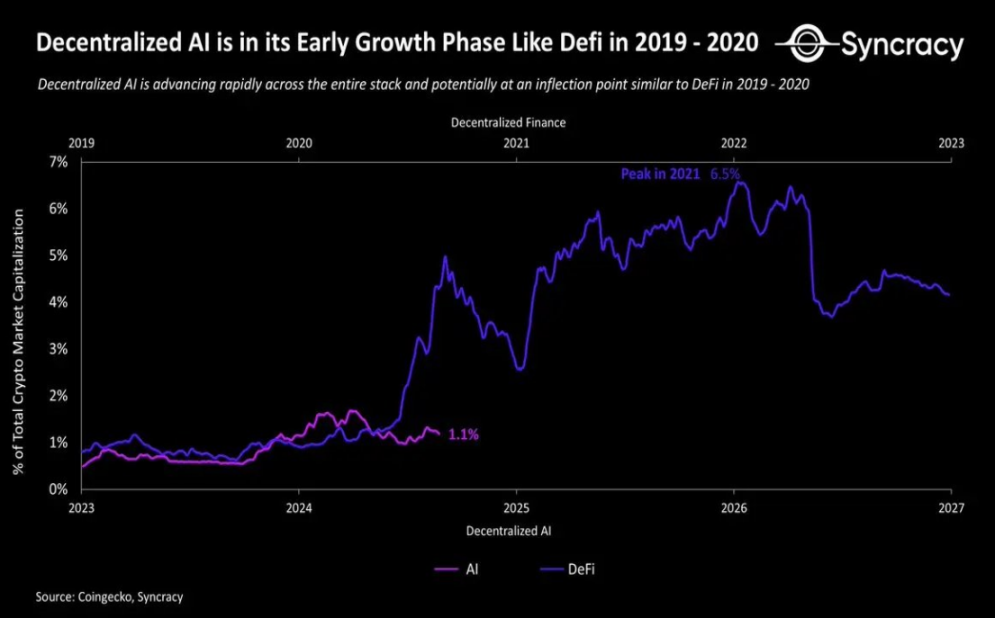 Decentralized AI is in its Early Growth Phase Like Defi in 2019 - 2020
Syncracy
Decentralized AI is advancing rapidly across the entire stack and potentially at an inflection point similar to DeFi in 2019 - 2020
Decentralized Finance
2019 2020 2021 2022 2023
7%
Peak in 2021 6.5%
6%
5%
4%
3%
2%
1%
0%
1.1%
% of Total Crypto Market Capitalization
2023 2024 2025 2026 2027
Decentralized AI
AI DeFi
Source: Coingecko, Syncracy